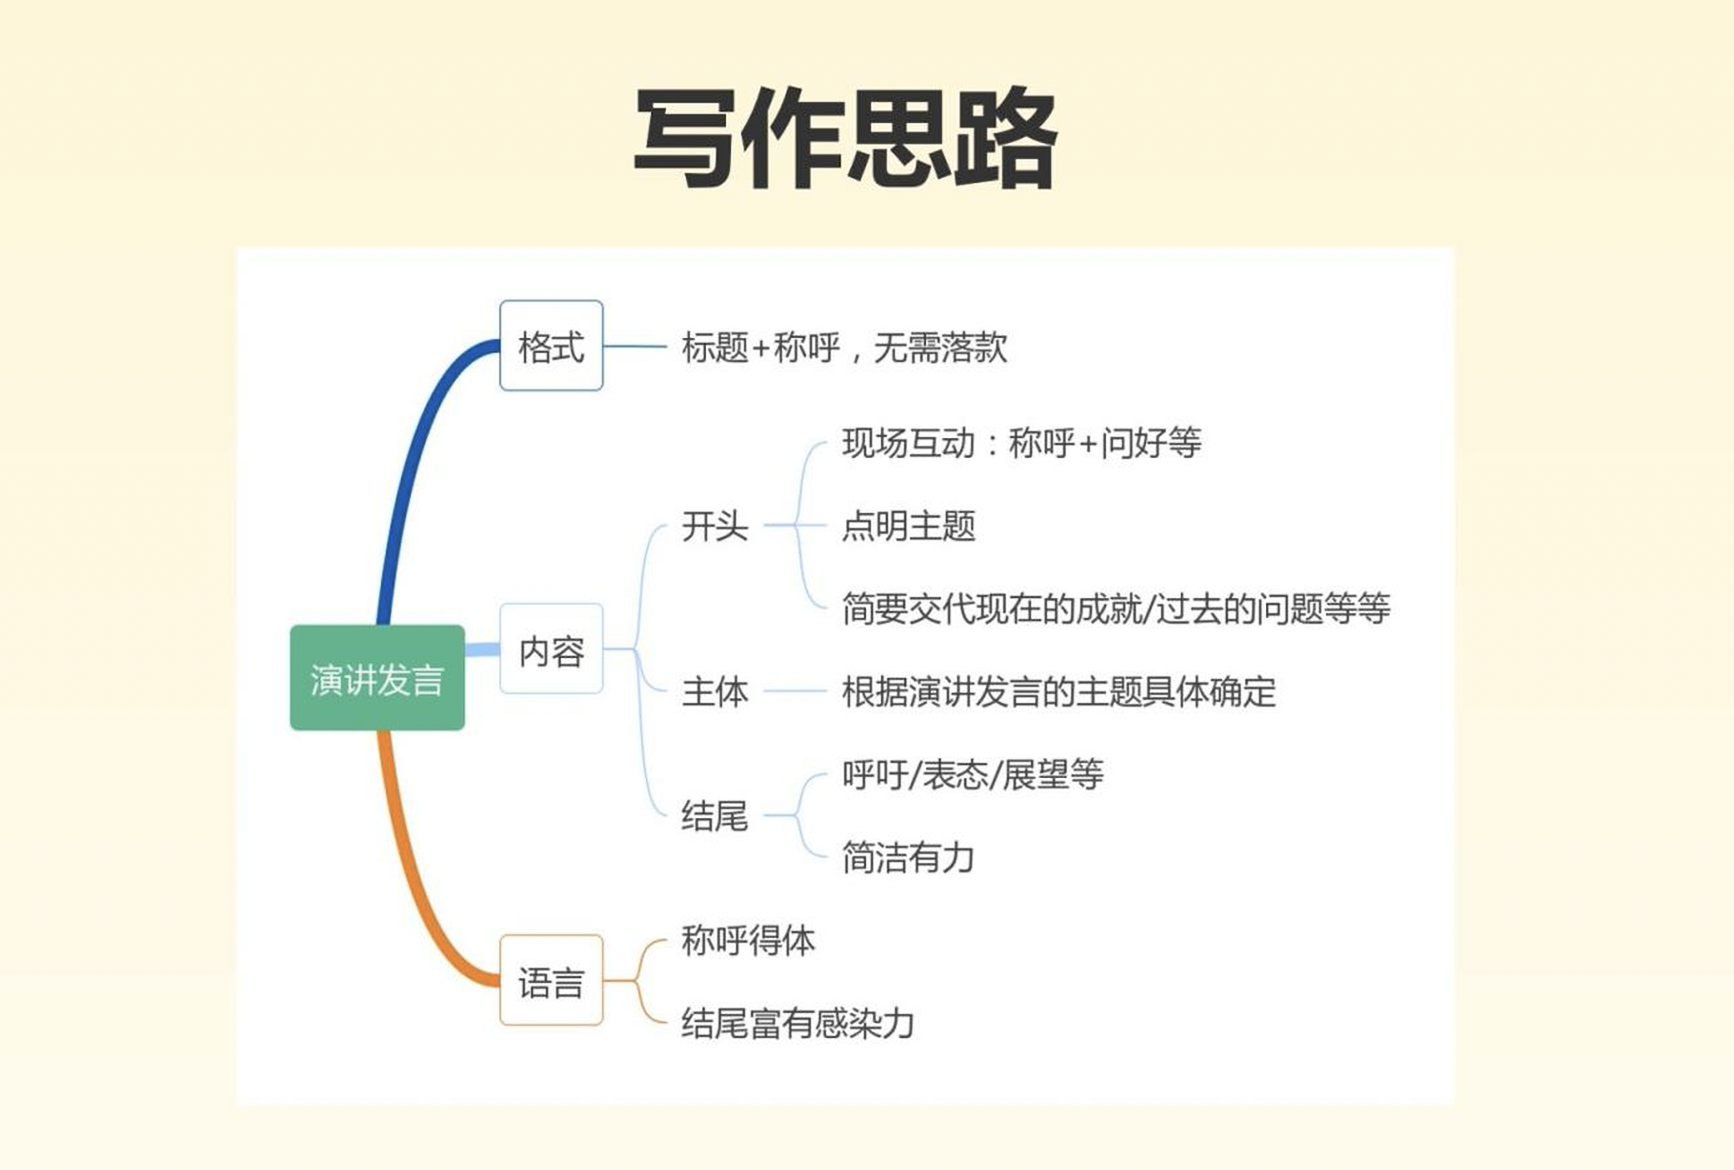 写作思路
格式
标题+称呼，无需落款
现场互动：称呼+问好等
开头
点明主题
简要交代现在的成就/过去的问题等等
演讲发言
内容
主体
根据演讲发言的主题具体确定
呼吁/表态/展望等
结尾
简洁有力
称呼得体
语言
结尾富有感染力